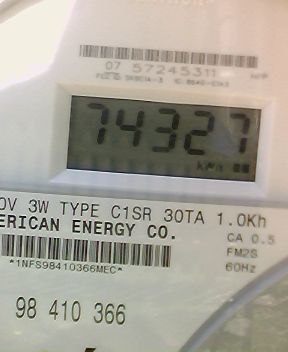 07 57245311
74327
kWh
0V 3W TYPE C1SR 30TA 1.0Kh
ERICAN ENERGY CO.
CA 0.5
FM2S
60Hz
*1NFS98410366MEC*
98 410 366